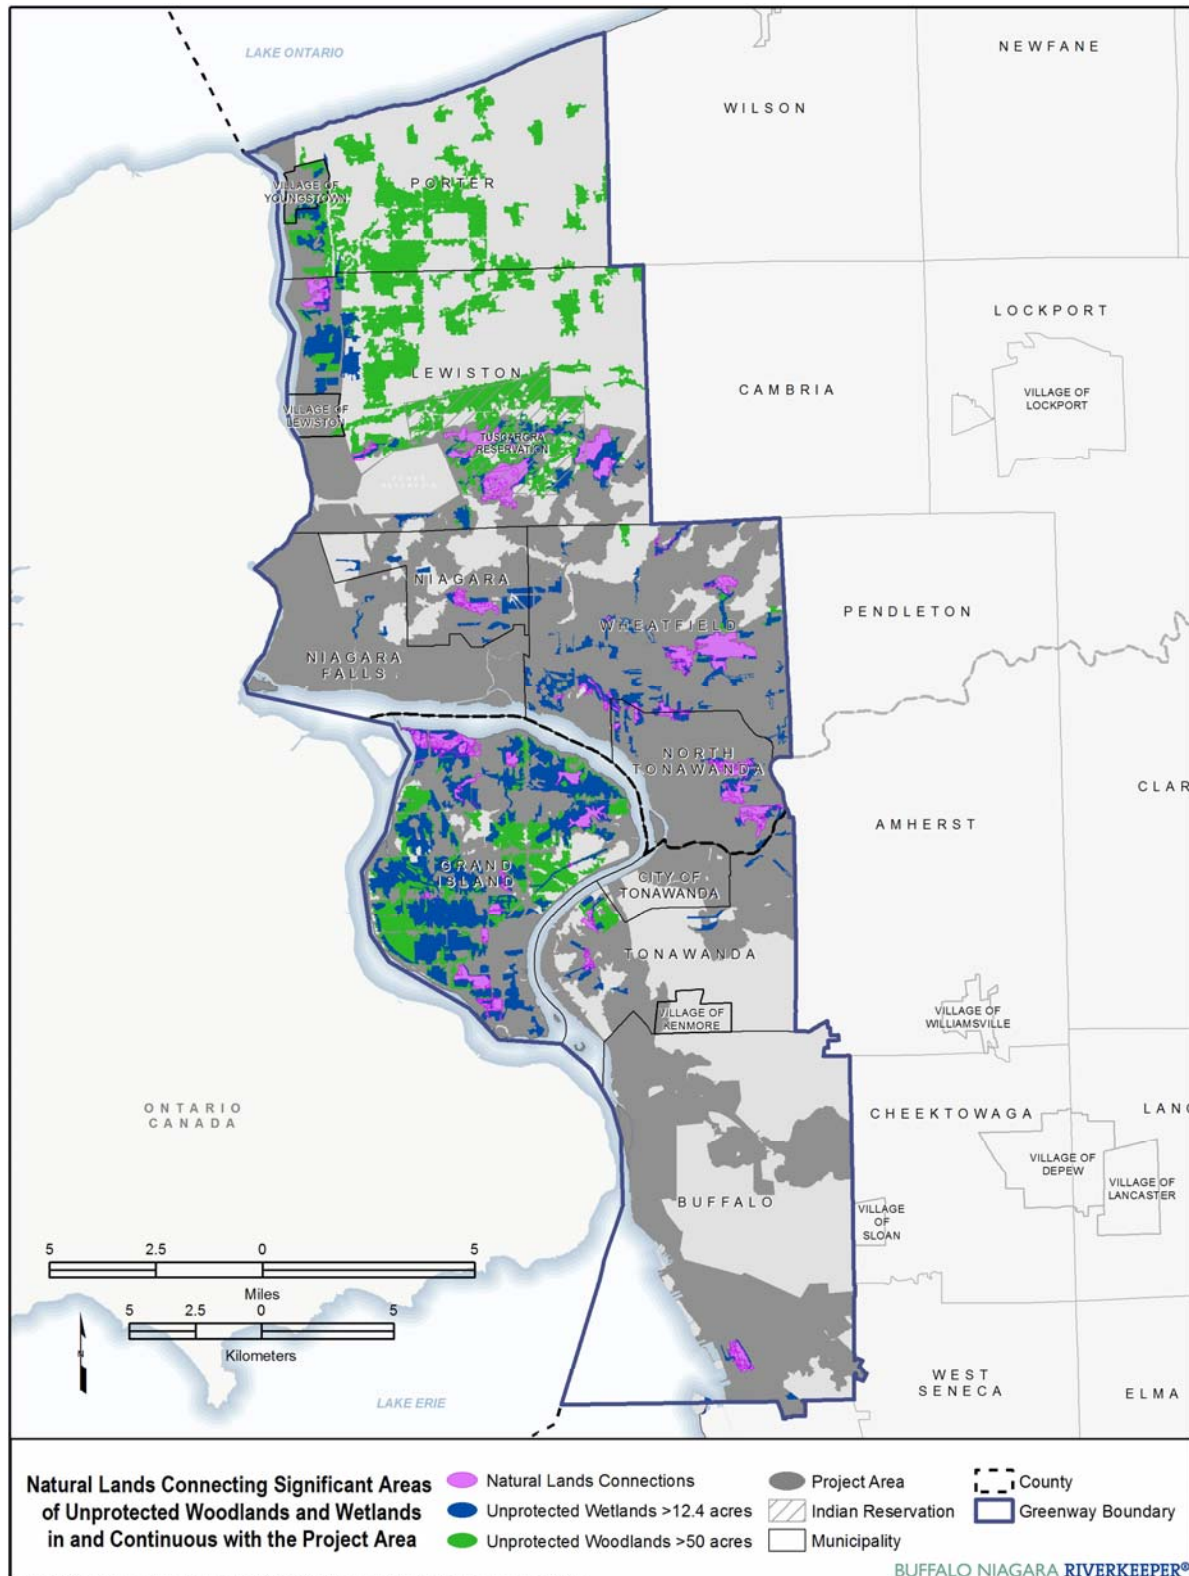 LAKE ONTARIO
NEWFANE
WILSON
PORTER
VILLAGE OF
YOUNGSTOWN
LOCKPORT
LEWISTON
CAMBRIA
VILLAGE OF
LOCKPORT
VILLAGE OF
LEWISTON
TUSCARORA
RESERVATION
NIAGARA
PENDLETON
WHEATFIELD
NIAGARA
FALLS
NORTH
TONAWANDA
CLAR
AMHERST
GRAND
ISLAND
CITY OF
TONAWANDA
TONAWANDA
VILLAGE OF
KENMORE
VILLAGE OF
WILLIAMSVILLE
ONTARIO
CANADA
CHEEKTOWAGA
LANC
VILLAGE OF
DEPEW
VILLAGE OF
LANCASTER
BUFFALO
VILLAGE
OF
SLOAN
5 2.5 0 5
Miles
5 2.5 0 5
Kilometers
N
WEST
SENECA
ELMA
LAKE ERIE
Natural Lands Connecting Significant Areas
of Unprotected Woodlands and Wetlands
in and Continuous with the Project Area
Natural Lands Connections
Unprotected Wetlands >12.4 acres
Unprotected Woodlands >50 acres
Project Area
Indian Reservation
Municipality
County
Greenway Boundary
BUFFALO NIAGARA RIVERKEEPER®